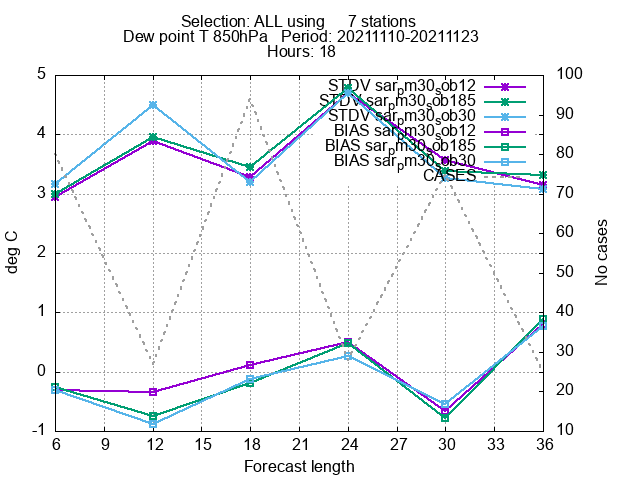 Selection: ALL using 7 stations
Dew point T 850hPa Period: 20211110-20211123
Hours: 18
STDV sar_pm30_sob12
STDV sar_pm30_sob185
STDV sar_pm30_sob30
BIAS sar_pm30_sob12
BIAS sar_pm30_sob185
BIAS sar_pm30_sob30
CASES
deg C
5
4
3
2
1
0
-1
No cases
100
90
80
70
60
50
40
30
20
10
6 9 12 15 18 21 24 27 30 33 36
Forecast length